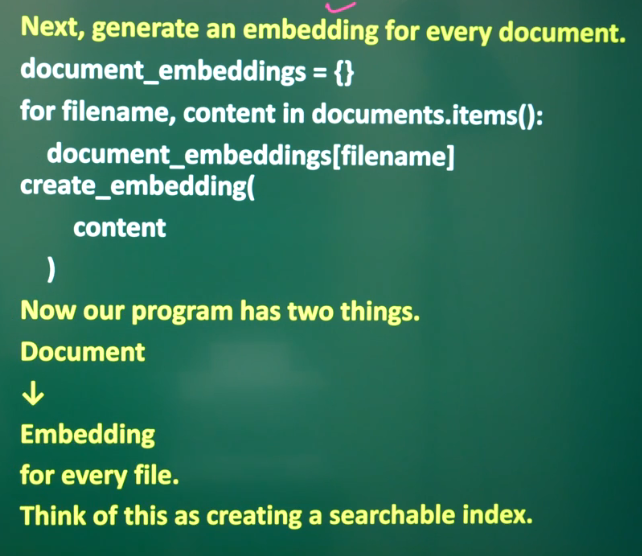 Next, generate an embedding for every document.
document_embeddings = {}
for filename, content in documents.items():
document_embeddings[filename]
create_embedding(
content
)
Now our program has two things.
Document
↓
Embedding
for every file.
Think of this as creating a searchable index.